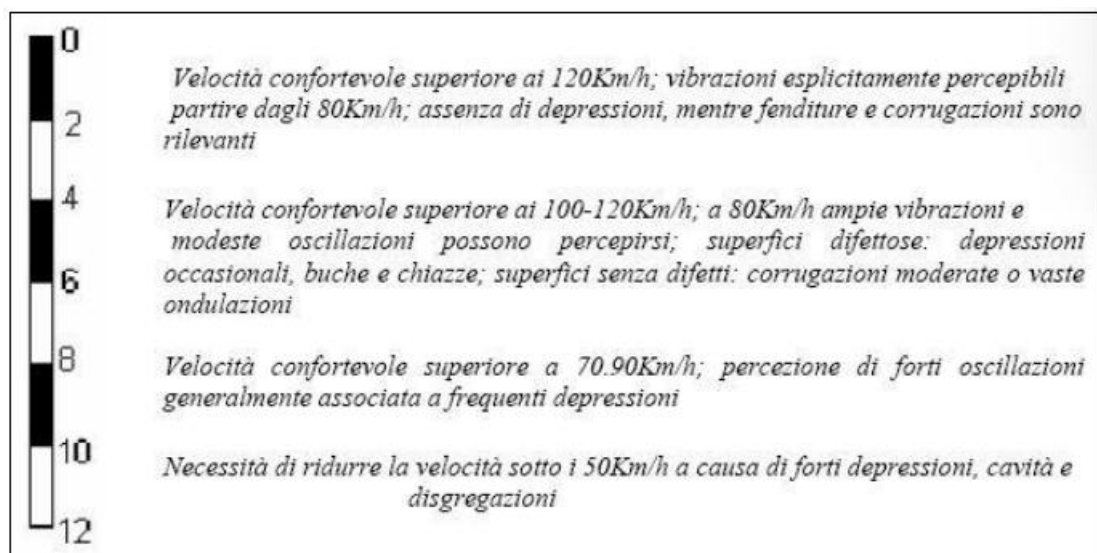 0
Velocità confortevole superiore ai 120Km/h; vibrazioni esplicitamente percepibili
partire dagli 80Km/h; assenza di depressioni, mentre fenditure e corrugazioni sono
2
rilevanti
4
Velocità confortevole superiore ai 100-120Km/h; a 80Km/h ampie vibrazioni e
modeste oscillazioni possono percepirsi; superfici difettose: depressioni
6
occasionali, buche e chiazze; superfici senza difetti: corrugazioni moderate o vaste
ondulazioni
8
Velocità confortevole superiore a 70.90Km/h; percezione di forti oscillazioni
generalmente associata a frequenti depressioni
10
Necessità di ridurre la velocità sotto i 50Km/h a causa di forti depressioni, cavità e
disgregazioni
12